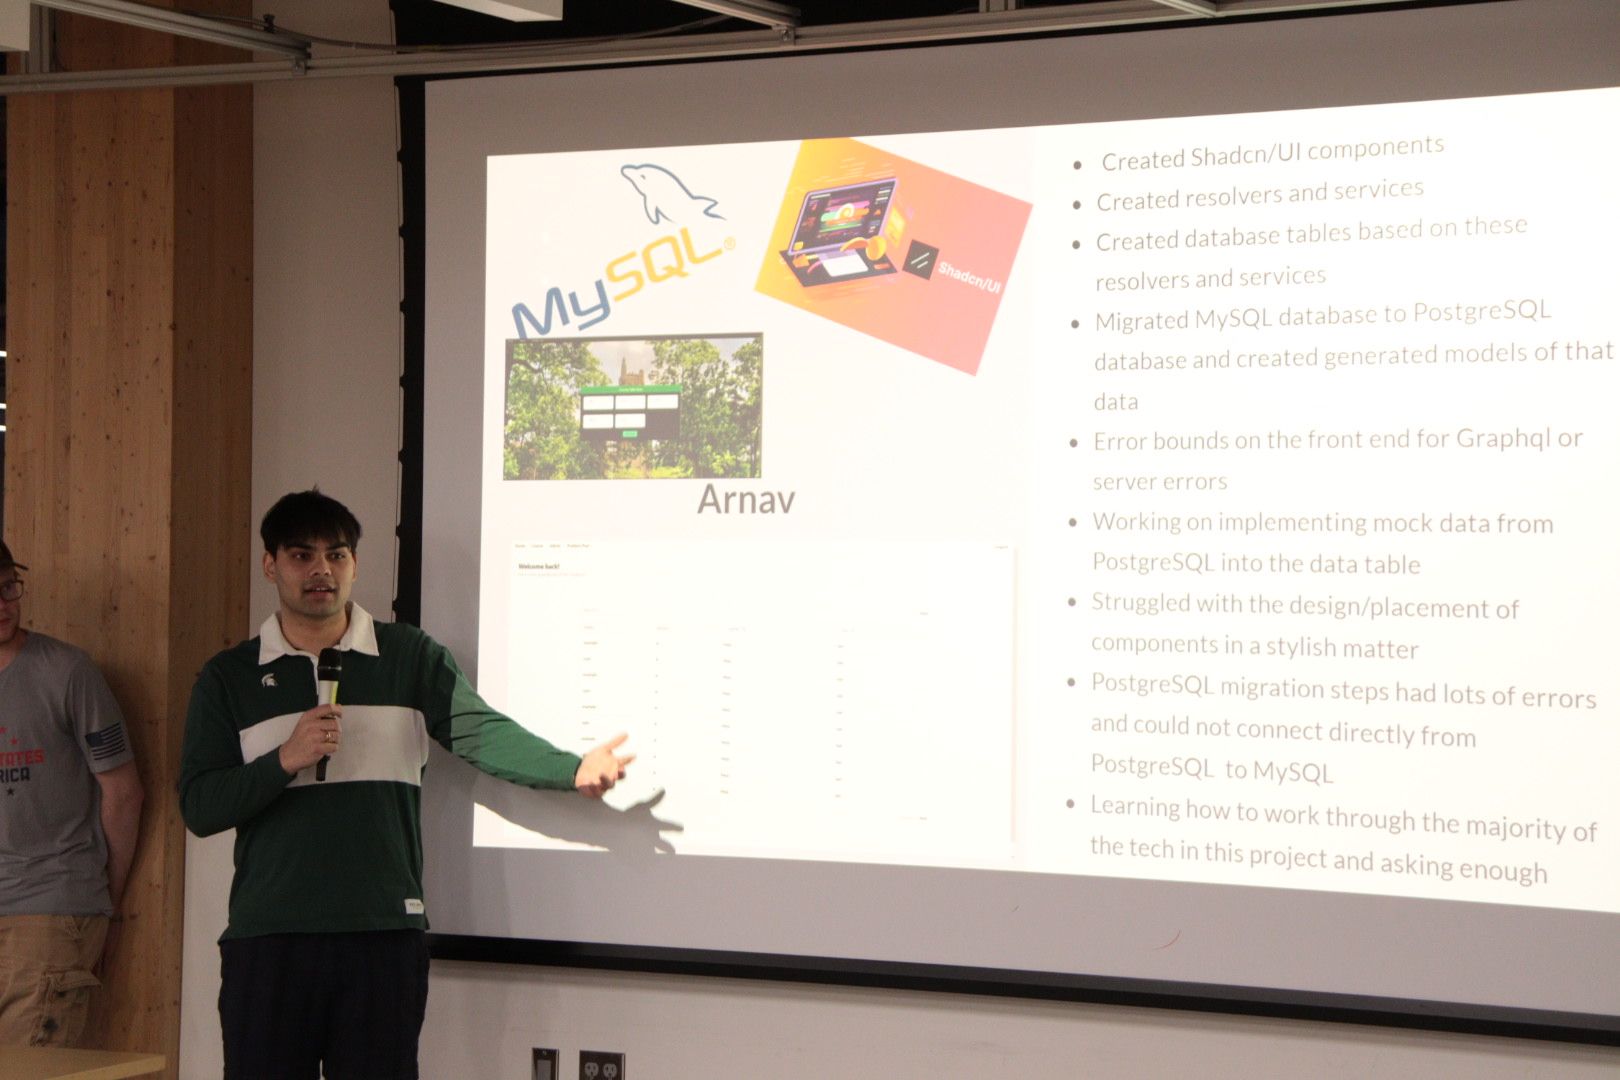 MySQL®
Shadcn/UI
Arnav
Welcome back!
• Created Shadcn/UI components
• Created resolvers and services
• Created database tables based on these
resolvers and services
• Migrated MySQL database to PostgreSQL
database and created generated models of that
data
• Error bounds on the front end for Graphql or
server errors
• Working on implementing mock data from
PostgreSQL into the data table
• Struggled with the design/placement of
components in a stylish matter
• PostgreSQL migration steps had lots of errors
and could not connect directly from
PostgreSQL to MySQL
• Learning how to work through the majority of
the tech in this project and asking enough